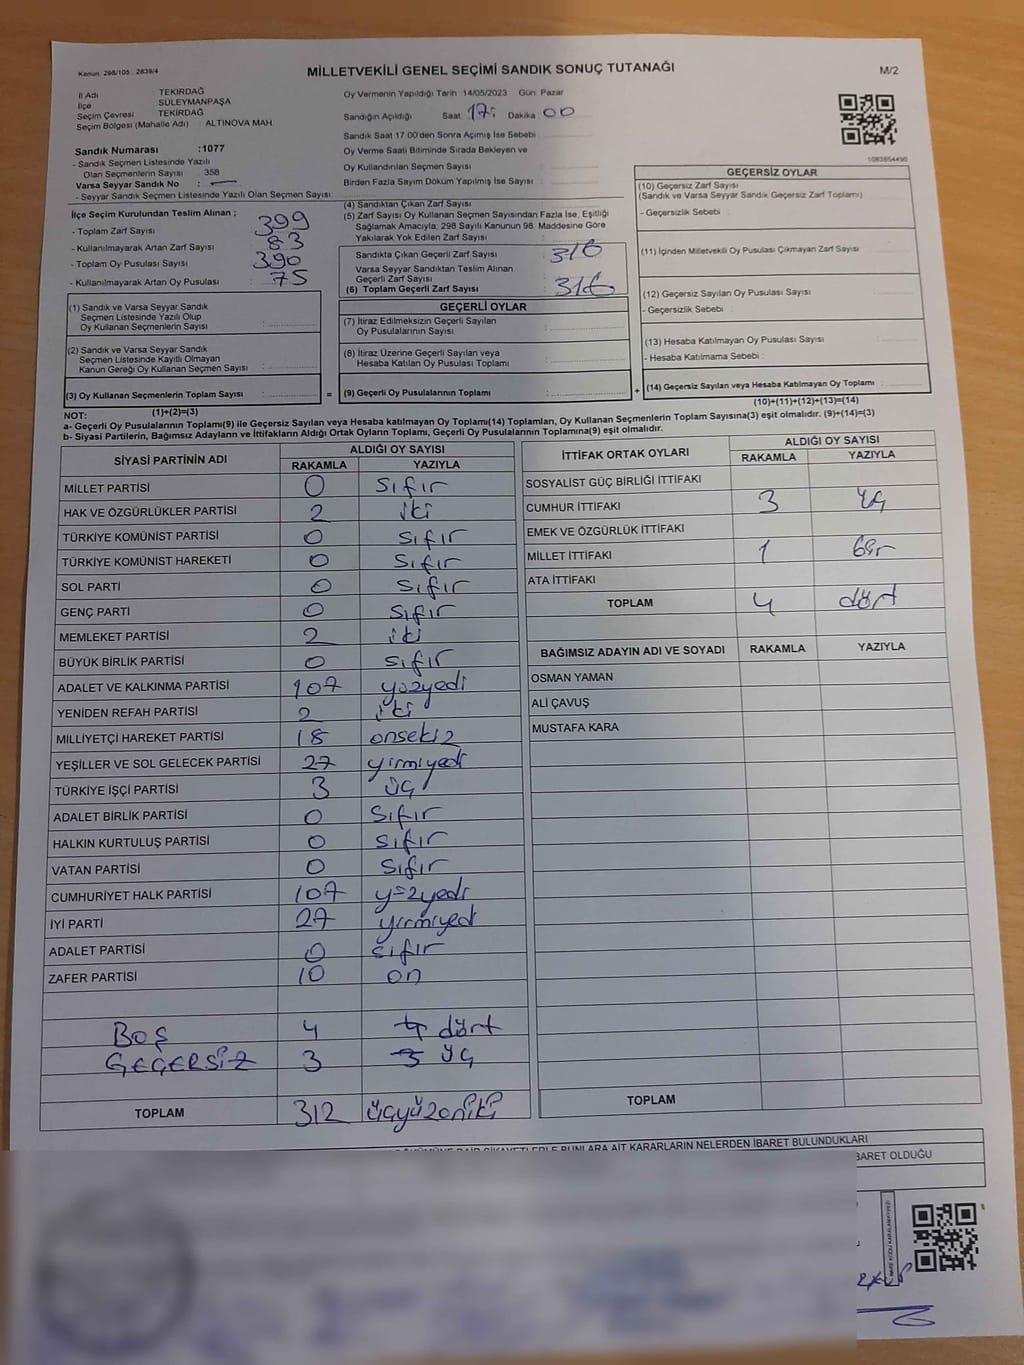 Kanun. 298/105 . 2839/4
MİLLETVEKİLİ GENEL SEÇİMİ SANDIK SONUÇ TUTANAĞI
M/2
İl Adı TEKİRDAĞ
İlçe SÜLEYMANPAŞA
Seçim Çevresi TEKİRDAĞ
Seçim Bölgesi (Mahalle Adı) : ALTINOVA MAH.
Sandık Numarası :1077
- Sandık Seçmen Listesinde Yazılı
Olan Seçmenlerin Sayısı : 358
Varsa Seyyar Sandık No : —
- Seyyar Sandık Seçmen Listesinde Yazılı Olan Seçmen Sayısı:
İlçe Seçim Kurulundan Teslim Alınan ;
- Toplam Zarf Sayısı : 399
- Kullanılmayarak Artan Zarf Sayısı : 83
- Toplam Oy Pusulası Sayısı : 390
- Kullanılmayarak Artan Oy Pusulası : 75
Oy Vermenin Yapıldığı Tarih 14/05/2023 Gün Pazar
Sandığın Açıldığı Saat 17: Dakika 00
Sandık Saat 17.00'den Sonra Açımış İse Sebebi
Oy Verme Saati Bitiminde Sırada Bekleyen ve
Oy Kullandırılan Seçmen Sayısı
Birden Fazla Sayım Döküm Yapılmış İse Sayısı
(4) Sandıktan Çıkan Zarf Sayısı
(5) Zarf Sayısı Oy Kullanan Seçmen Sayısından Fazla İse, Eşitliği
Sağlamak Amacıyla; 298 Sayılı Kanunun 98. Maddesine Göre
Yakılarak Yok Edilen Zarf Sayısı
Sandıkta Çıkan Geçerli Zarf Sayısı 316
Varsa Seyyar Sandıktan Teslim Alınan
Geçerli Zarf Sayısı
(6) Toplam Geçerli Zarf Sayısı 316
1083854490
GEÇERSİZ OYLAR
(10) Geçersiz Zarf Sayısı
(Sandık ve Varsa Seyyar Sandık Geçersiz Zarf Toplamı)
- Geçersizlik Sebebi :
(11) İçinden Milletvekili Oy Pusulası Çıkmayan Zarf Sayısı
(12) Geçersiz Sayılan Oy Pusulası Sayısı
- Geçersizlik Sebebi :
(13) Hesaba Katılmayan Oy Pusulası Sayısı
- Hesaba Katılmama Sebebi :
(14) Geçersiz Sayılan veya Hesaba Katılmayan Oy Toplamı :
(10)+(11)+(12)+(13)=(14)
(1) Sandık ve Varsa Seyyar Sandık
Seçmen Listesinde Yazılı Olup
Oy Kullanan Seçmenlerin Sayısı :
(2) Sandık ve Varsa Seyyar Sandık
Seçmen Listesinde Kayıtlı Olmayan
Kanun Gereği Oy Kullanan Seçmen Sayısı :
(3) Oy Kullanan Seçmenlerin Toplam Sayısı : =
(1)+(2)=(3)
GEÇERLİ OYLAR
(7) İtiraz Edilmeksizin Geçerli Sayılan
Oy Pusulalarının Sayısı :
(8) İtiraz Üzerine Geçerli Sayılan veya
Hesaba Katılan Oy Pusulası Toplamı :
(9) Geçerli Oy Pusulalarının Toplamı : +
NOT:
a- Geçerli Oy Pusulalarının Toplamı(9) ile Geçersiz Sayılan veya Hesaba katılmayan Oy Toplamı(14) Toplamları, Oy Kullanan Seçmenlerin Toplam Sayısına(3) eşit olmalıdır. (9)+(14)=(3)
b- Siyasi Partilerin, Bağımsız Adayların ve İttifakların Aldığı Ortak Oyların Toplamı, Geçerli Oy Pusulalarının Toplamına(9) eşit olmalıdır.
SİYASİ PARTİNİN ADI ALDIĞI OY SAYISI
RAKAMLA YAZIYLA
MİLLET PARTİSİ 0 sıfır
HAK VE ÖZGÜRLÜKLER PARTİSİ 2 iki
TÜRKİYE KOMÜNİST PARTİSİ 0 sıfır
TÜRKİYE KOMÜNİST HAREKETİ 0 sıfır
SOL PARTİ 0 sıfır
GENÇ PARTİ 0 sıfır
MEMLEKET PARTİSİ 2 iki
BÜYÜK BİRLİK PARTİSİ 0 sıfır
ADALET VE KALKINMA PARTİSİ 107 yüzyedi
YENİDEN REFAH PARTİSİ 2 iki
MİLLİYETÇİ HAREKET PARTİSİ 18 onsekiz
YEŞİLLER VE SOL GELECEK PARTİSİ 27 yirmiyedi
TÜRKİYE İŞÇİ PARTİSİ 3 üç
ADALET BİRLİK PARTİSİ 0 sıfır
HALKIN KURTULUŞ PARTİSİ 0 sıfır
VATAN PARTİSİ 0 sıfır
CUMHURİYET HALK PARTİSİ 107 yüzyedi
İYİ PARTİ 27 yirmiyedi
ADALET PARTİSİ 0 sıfır
ZAFER PARTİSİ 10 on
BOŞ 4 4 dört
GEÇERSİZ 3 3 üç
TOPLAM 312 üçyüzoniki
İTTİFAK ORTAK OYLARI ALDIĞI OY SAYISI
RAKAMLA YAZIYLA
SOSYALİST GÜÇ BİRLİĞİ İTTİFAKI
CUMHUR İTTİFAKI 3 üç
EMEK VE ÖZGÜRLÜK İTTİFAKI
MİLLET İTTİFAKI 1 bir
ATA İTTİFAKI
TOPLAM 4 dört
BAĞIMSIZ ADAYIN ADI VE SOYADI RAKAMLA YAZIYLA
OSMAN YAMAN
ALİ ÇAVUŞ
MUSTAFA KARA
TOPLAM
BUNLARA AİT KARARLARIN NELERDEN İBARET BULUNDUKLARI
İBARET OLDUĞU